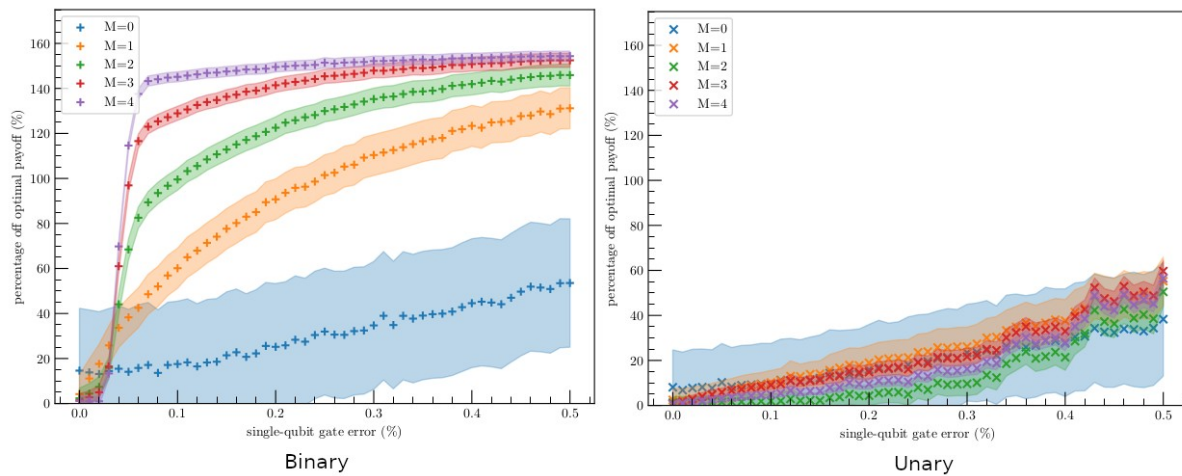 M=0
M=1
M=2
M=3
M=4
160
140
120
100
80
60
40
20
0
percentage off optimal payoff (%)
0.0 0.1 0.2 0.3 0.4 0.5
single-qubit gate error (%)
Binary
M=0
M=1
M=2
M=3
M=4
160
140
120
100
80
60
40
20
0
percentage off optimal payoff (%)
0.0 0.1 0.2 0.3 0.4 0.5
single-qubit gate error (%)
Unary